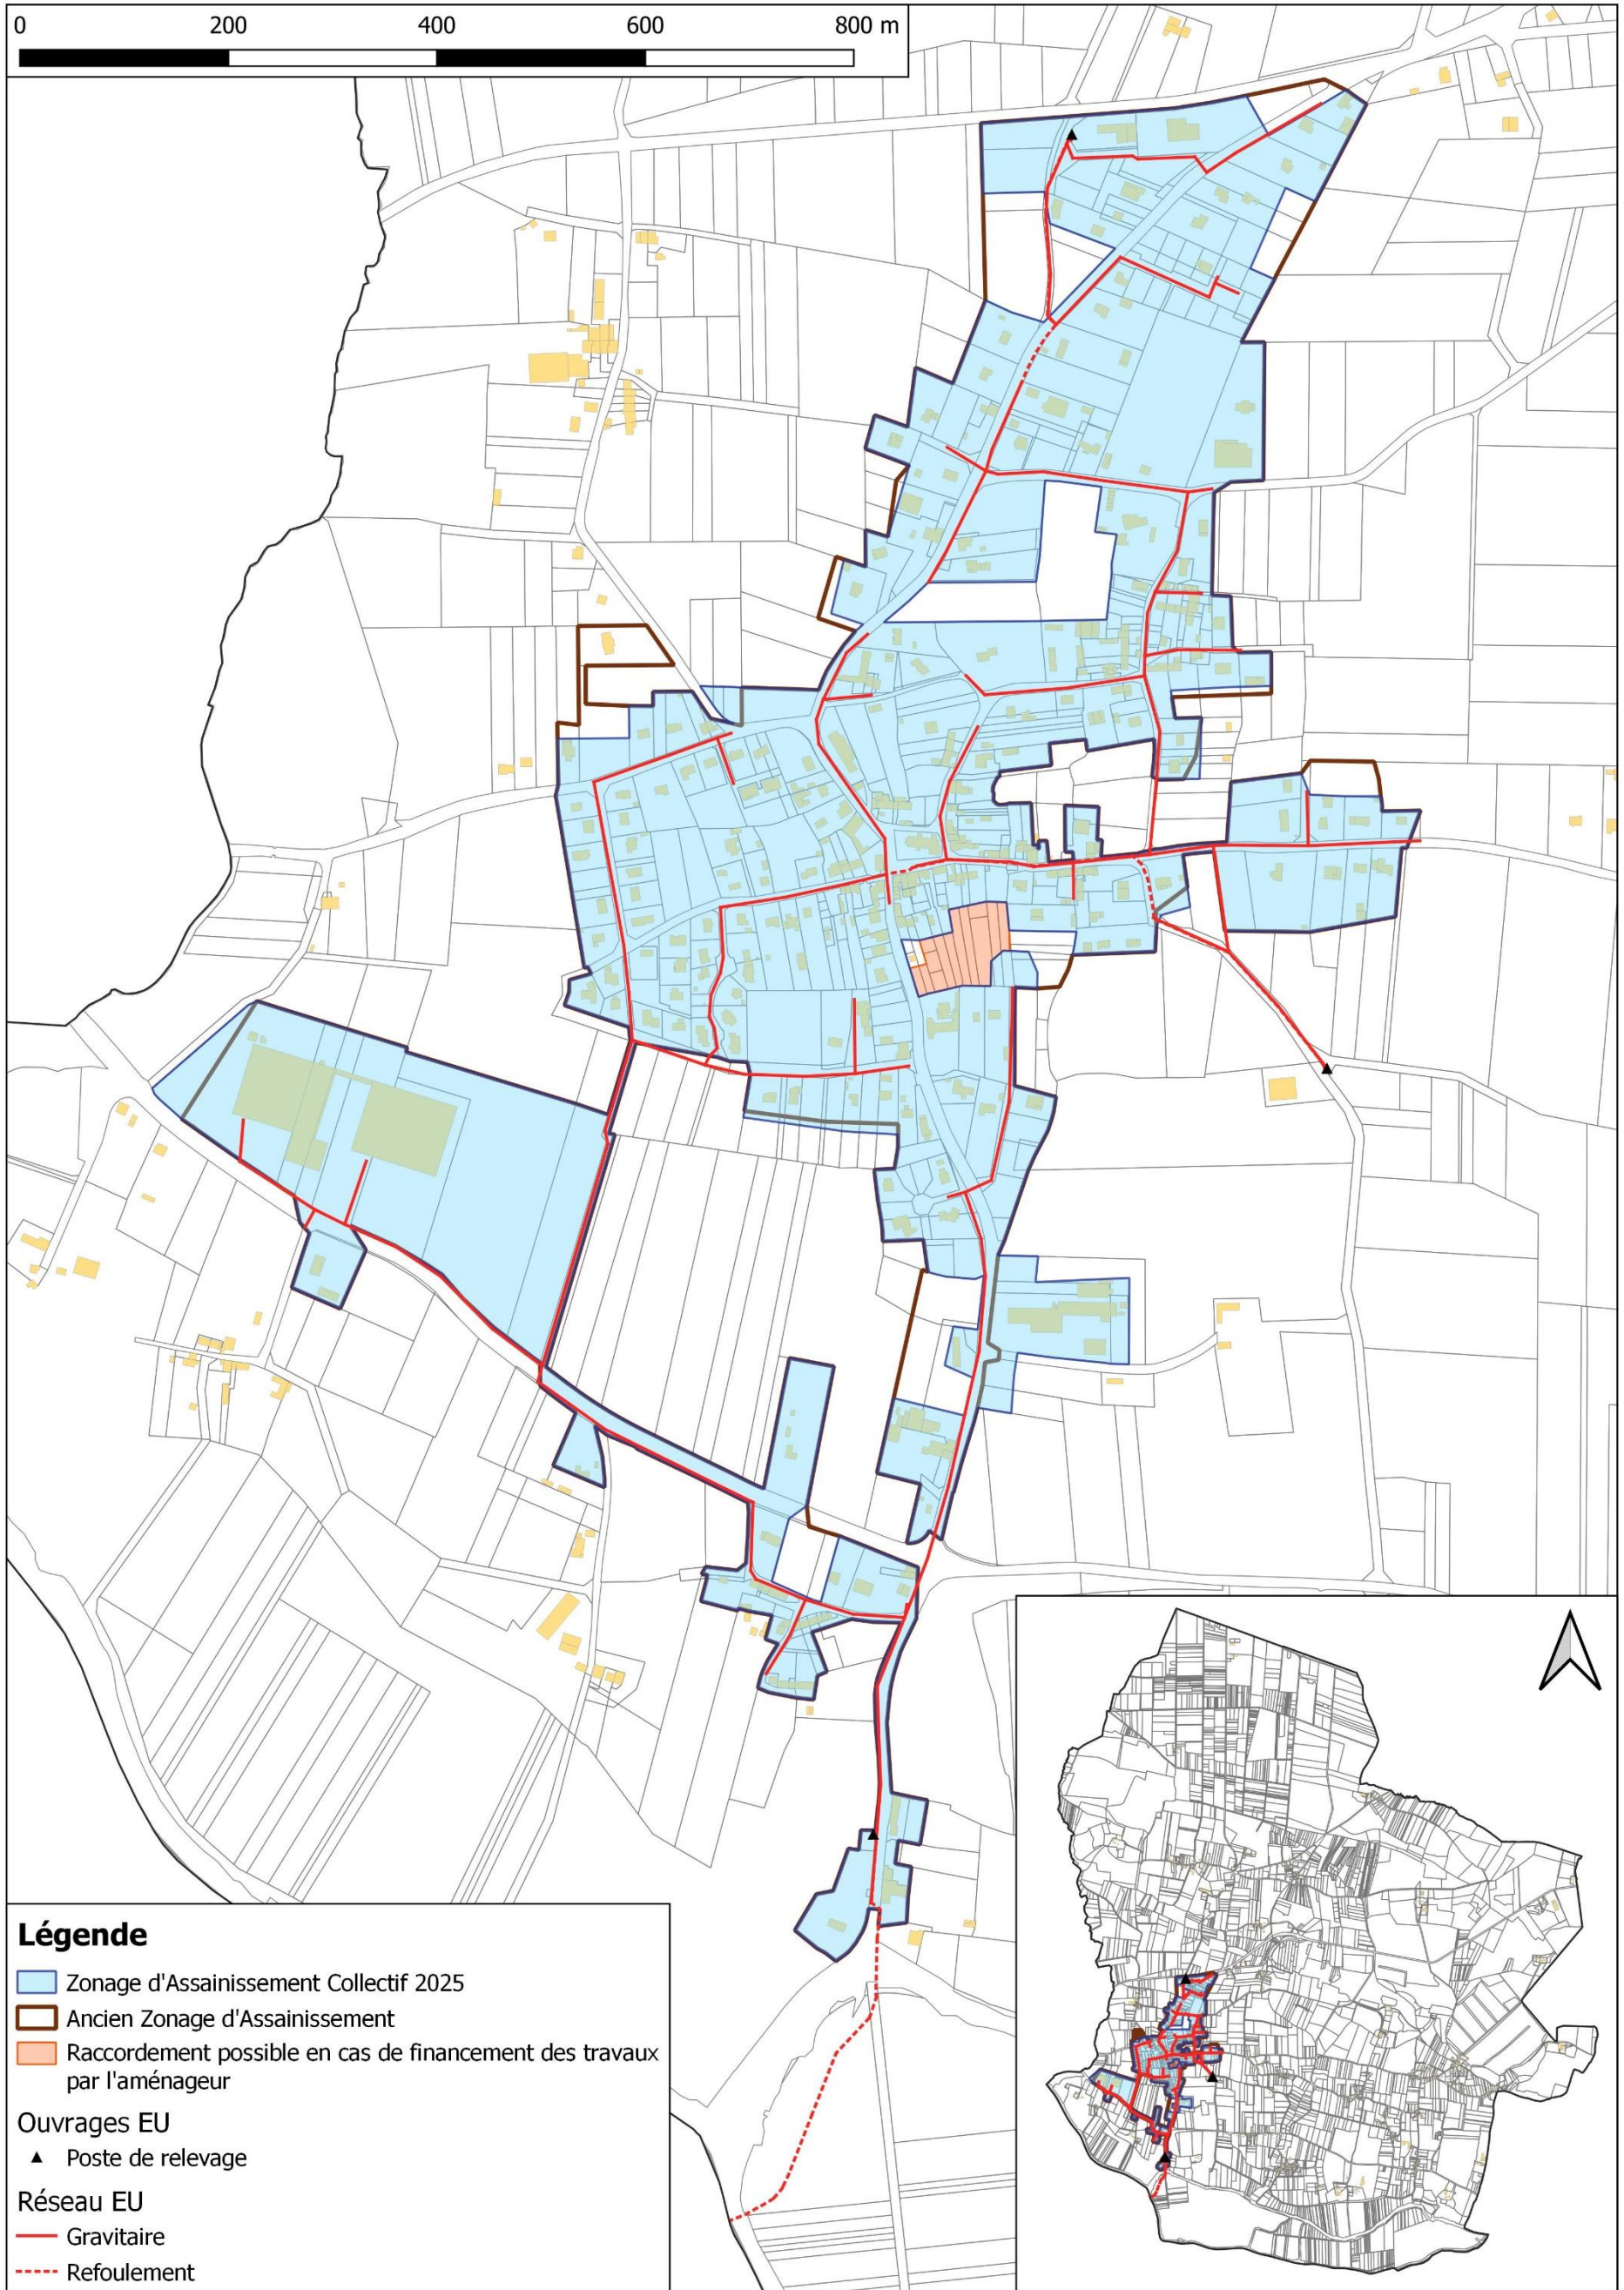 0 200 400 600 800 m
Légende
Zonage d'Assainissement Collectif 2025
Ancien Zonage d'Assainissement
Raccordement possible en cas de financement des travaux
par l'aménageur
Ouvrages EU
Poste de relevage
Réseau EU
Gravitaire
Refoulement